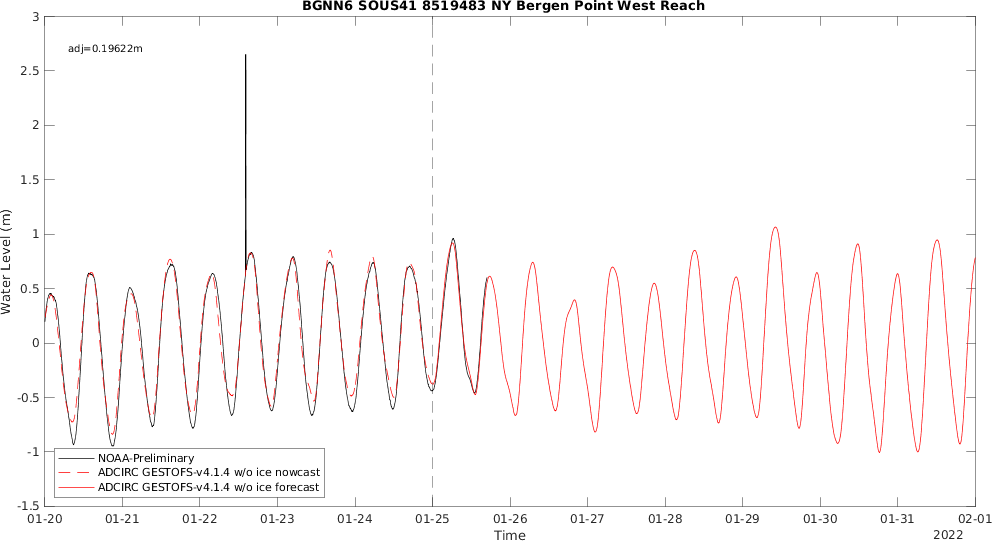 BGNN6 SOUS41 8519483 NY Bergen Point West Reach
adj=0.19622m
Water Level (m)
3
2.5
2
1.5
1
0.5
0
-0.5
-1
-1.5
NOAA-Preliminary
ADCIRC GESTOFS-v4.1.4 w/o ice nowcast
ADCIRC GESTOFS-v4.1.4 w/o ice forecast
01-20 01-21 01-22 01-23 01-24 01-25 01-26 01-27 01-28 01-29 01-30 01-31 02-01
Time
2022